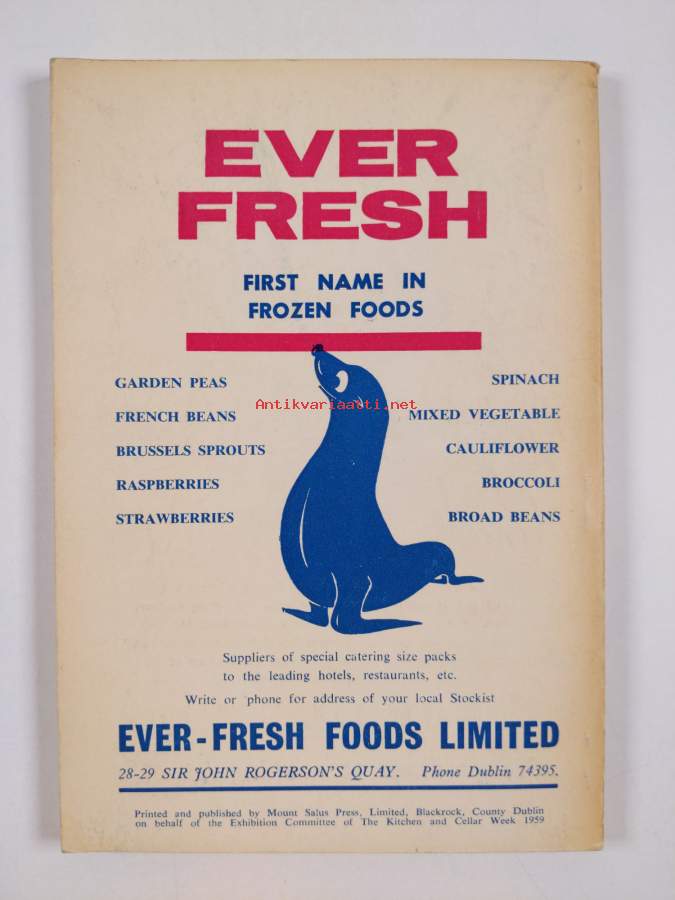 EVER
FRESH
FIRST NAME IN
FROZEN FOODS
GARDEN PEAS
FRENCH BEANS
BRUSSELS SPROUTS
RASPBERRIES
STRAWBERRIES
SPINACH
MIXED VEGETABLE
CAULIFLOWER
BROCCOLI
BROAD BEANS
Antikvariaatti.net
Suppliers of special catering size packs
to the leading hotels, restaurants, etc.
Write or 'phone for address of your local Stockist
EVER-FRESH FOODS LIMITED
28-29 SIR JOHN ROGERSON'S QUAY. Phone Dublin 74395.
Printed and published by Mount Salus Press, Limited, Blackrock, County Dublin
on behalf of the Exhibition Committee of The Kitchen and Cellar Week 1959